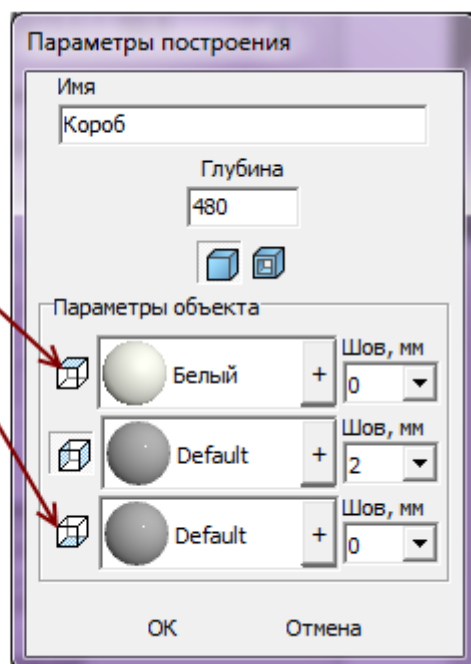 Параметры построения
Имя
Короб
Глубина
480
Параметры объекта
Шов, мм
Белый
+
0
Шов, мм
Default
+
2
Шов, мм
Default
+
0
OK
Отмена